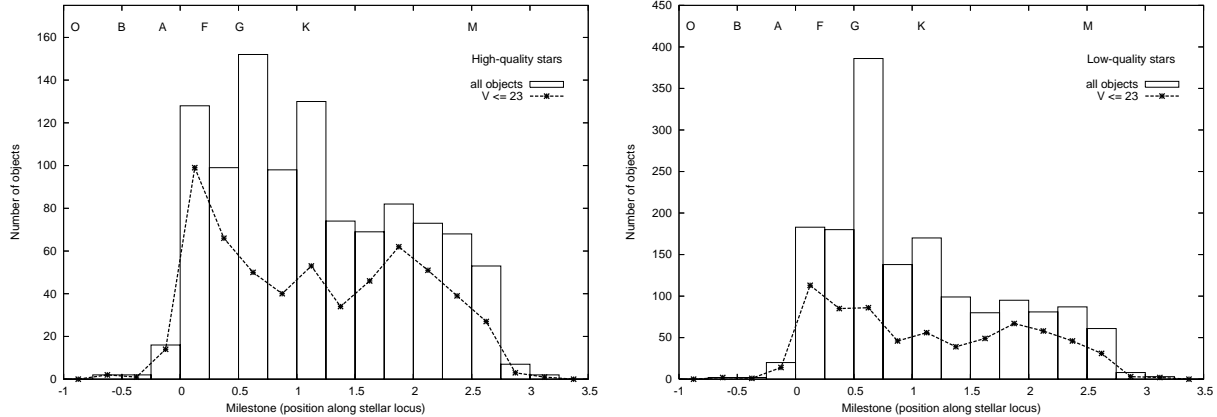 O B A F G K M
High-quality stars
all objects
V <= 23
Number of objects
160
140
120
100
80
60
40
20
0
-1 -0.5 0 0.5 1 1.5 2 2.5 3 3.5
Milestone (position along stellar locus)
O B A F G K M
Low-quality stars
all objects
V <= 23
Number of objects
450
400
350
300
250
200
150
100
50
0
-1 -0.5 0 0.5 1 1.5 2 2.5 3 3.5
Milestone (position along stellar locus)